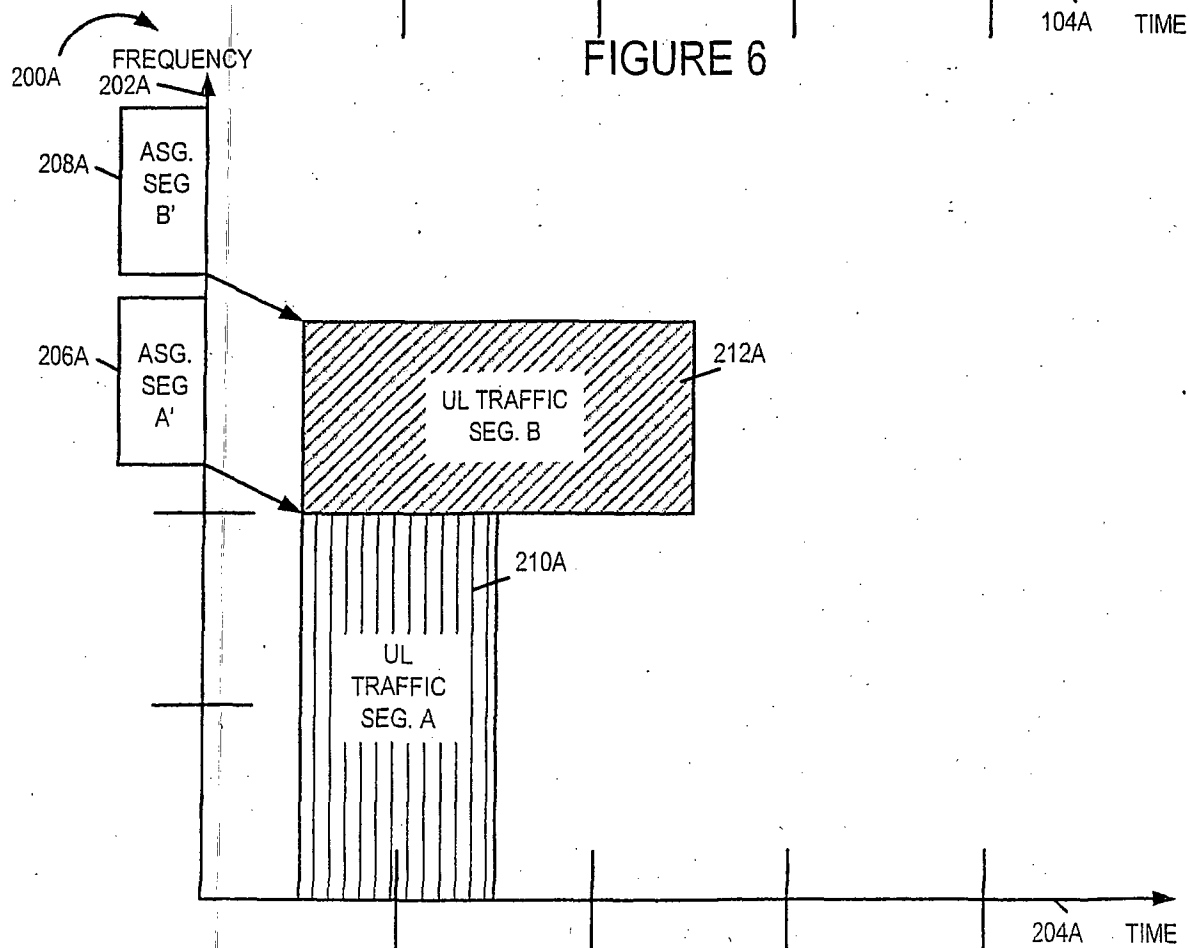 104A TIME
FIGURE 6
200A
FREQUENCY
202A
208A
ASG.
SEG
B'
206A
ASG.
SEG
A'
212A
UL TRAFFIC
SEG. B
210A
UL
TRAFFIC
SEG. A
204A TIME